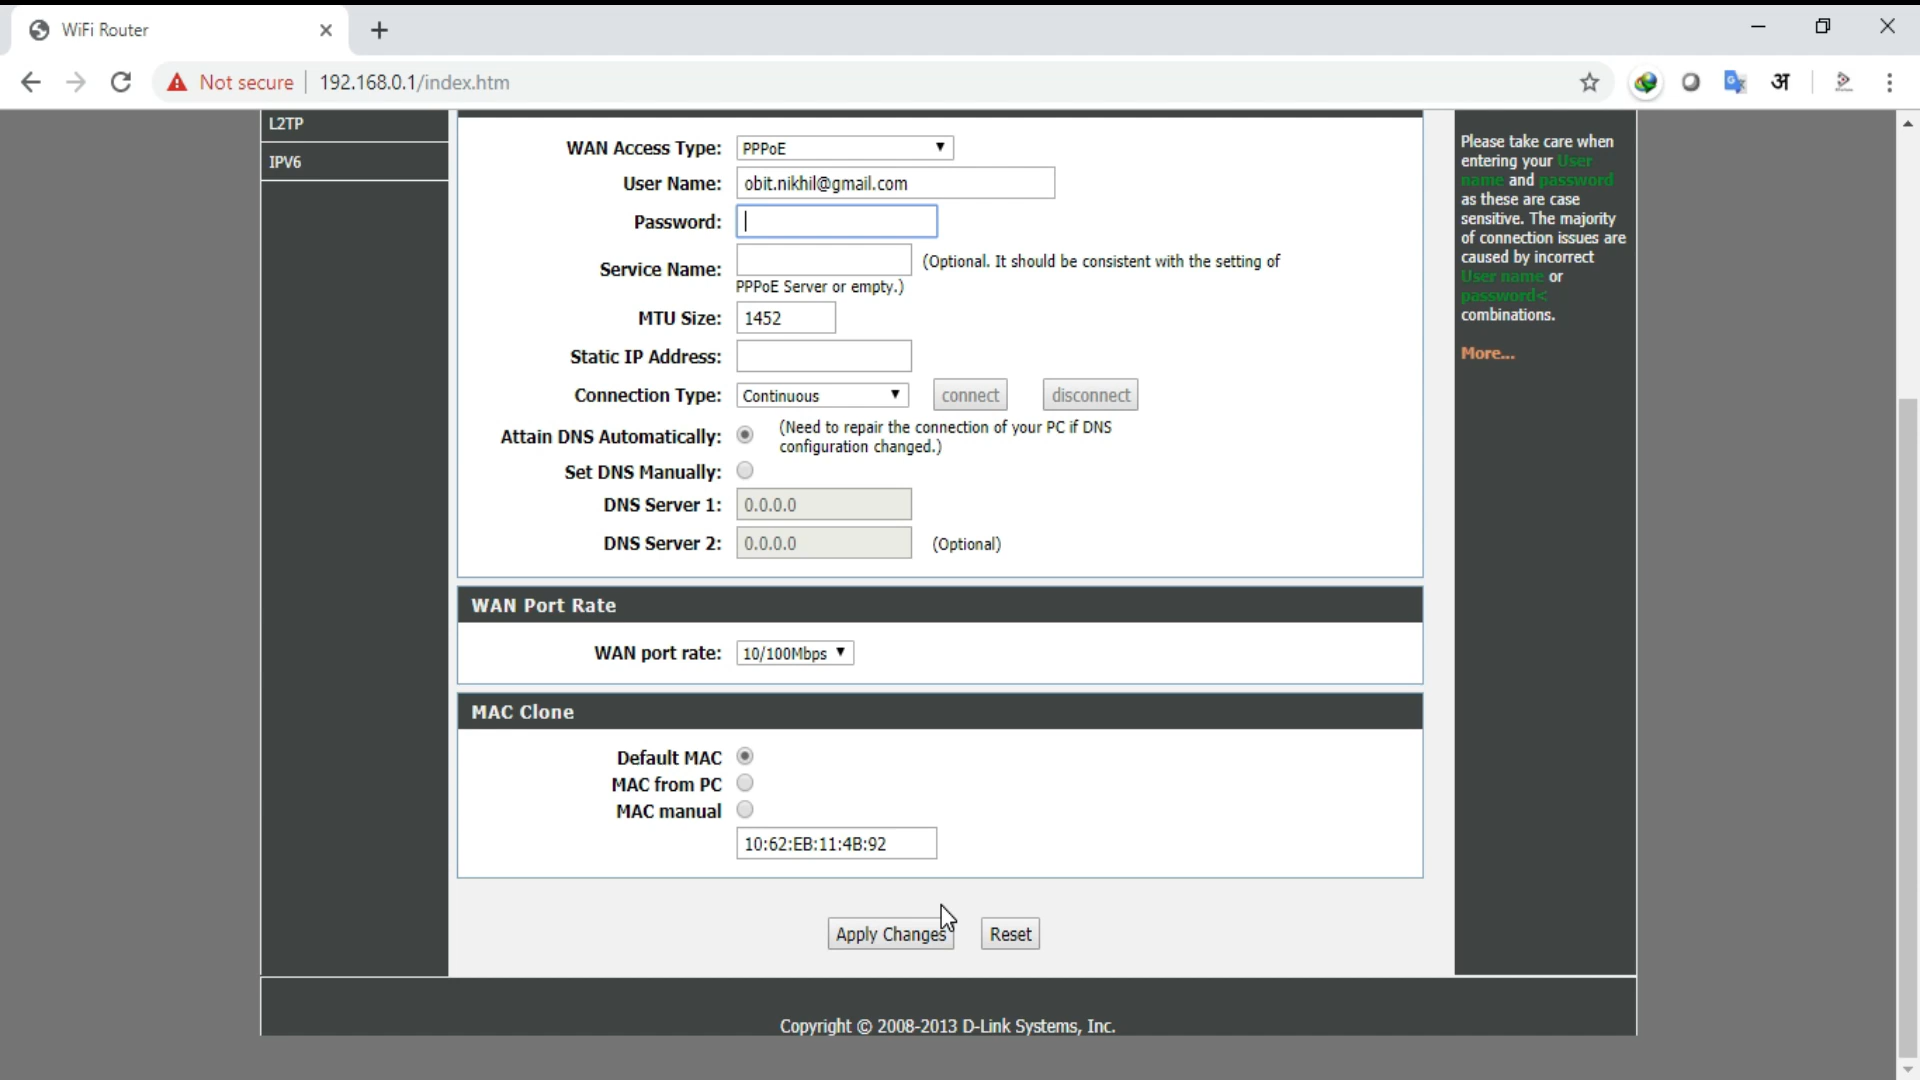 WiFi Router
Not secure
192.168.0.1/index.htm
अ
L2TP
IPV6
WAN Access Type: PPPoE
User Name: obit.nikhil@gmail.com
Password:
Service Name: (Optional. It should be consistent with the setting of
PPPoE Server or empty.)
MTU Size: 1452
Static IP Address:
Connection Type: Continuous connect disconnect
Attain DNS Automatically: (Need to repair the connection of your PC if DNS
configuration changed.)
Set DNS Manually:
DNS Server 1: 0.0.0.0
DNS Server 2: 0.0.0.0 (Optional)
WAN Port Rate
WAN port rate: 10/100Mbps
MAC Clone
Default MAC
MAC from PC
MAC manual
10:62:EB:11:4B:92
Apply Changes Reset
Please take care when
entering your User
name and password
as these are case
sensitive. The majority
of connection issues are
caused by incorrect
User name or
password<
combinations.
More...
Copyright © 2008-2013 D-Link Systems, Inc.